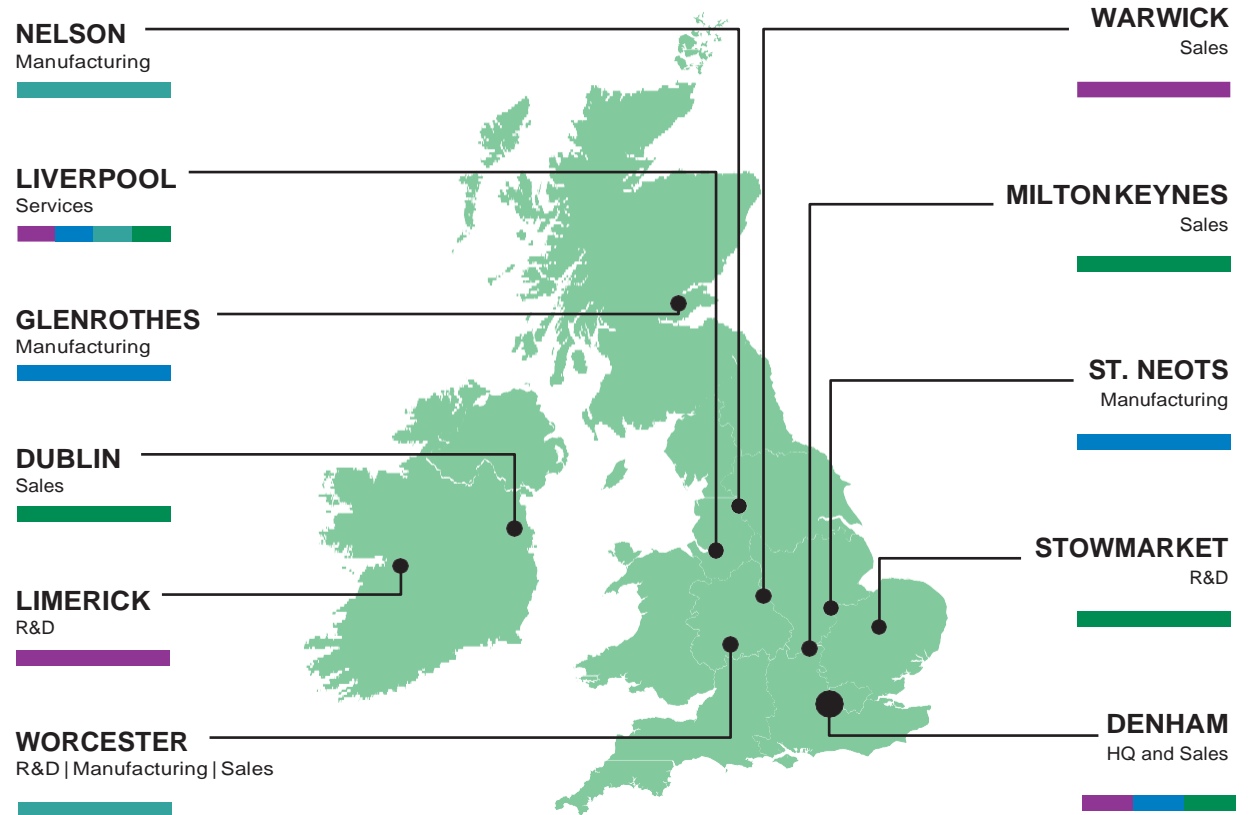 NELSON
Manufacturing
LIVERPOOL
Services
GLENROTHES
Manufacturing
DUBLIN
Sales
LIMERICK
R&D
WORCESTER
R&D | Manufacturing | Sales
WARWICK
Sales
MILTON KEYNES
Sales
ST. NEOTS
Manufacturing
STOWMARKET
R&D
DENHAM
HQ and Sales